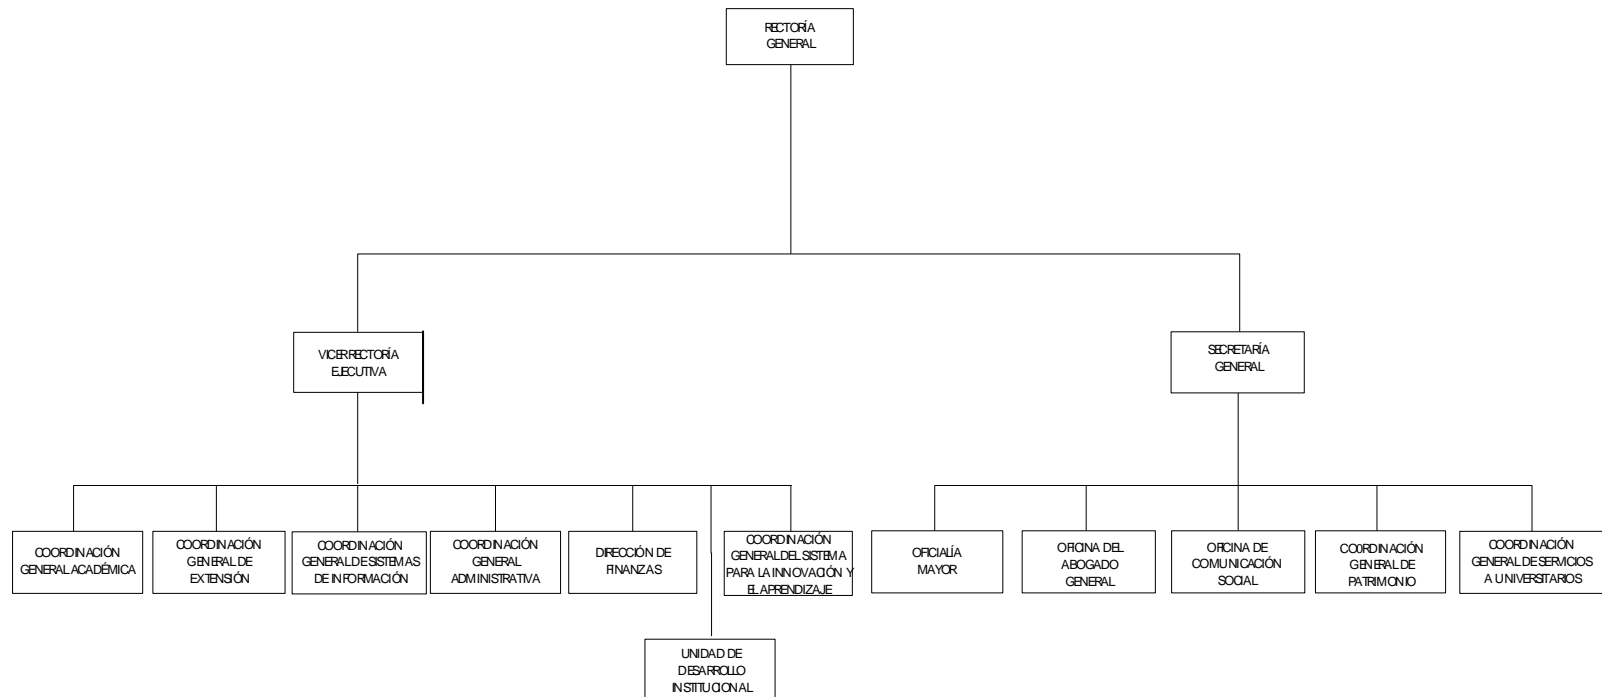 RECTORÍA
GENERAL
VICERRECTORÍA
EJECUTIVA
SECRETARÍA
GENERAL
COORDINACIÓN
GENERAL ACADÉMICA
COORDINACIÓN
GENERAL DE
EXTENSIÓN
COORDINACIÓN
GENERAL DE SISTEMAS
DE INFORMACIÓN
COORDINACIÓN
GENERAL
ADMINISTRATIVA
DIRECCIÓN DE
FINANZAS
COORDINACIÓN
GENERAL DEL SISTEMA
PARA LA INNOVACIÓN Y
EL APRENDIZAJE
OFICIALÍA
MAYOR
OFICINA DEL
ABOGADO
GENERAL
OFICINA DE
COMUNICACIÓN
SOCIAL
COORDINACIÓN
GENERAL DE
PATRIMONIO
COORDINACIÓN
GENERAL DE SERVICIOS
A UNIVERSITARIOS
UNIDAD DE
DESARROLLO
INSTITUCIONAL